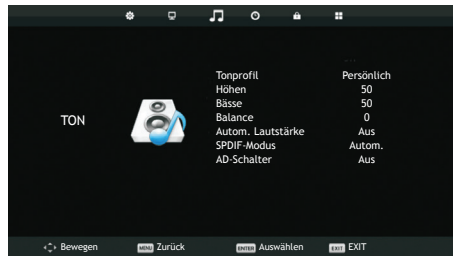 Tonprofil Persönlich
Höhen 50
Bässe 50
TON
Balance 0
Autom. Lautstärke Aus
SPDIF-Modus Autom.
AD-Schalter Aus
Bewegen MENU Zurück ENTER Auswählen EXIT EXIT